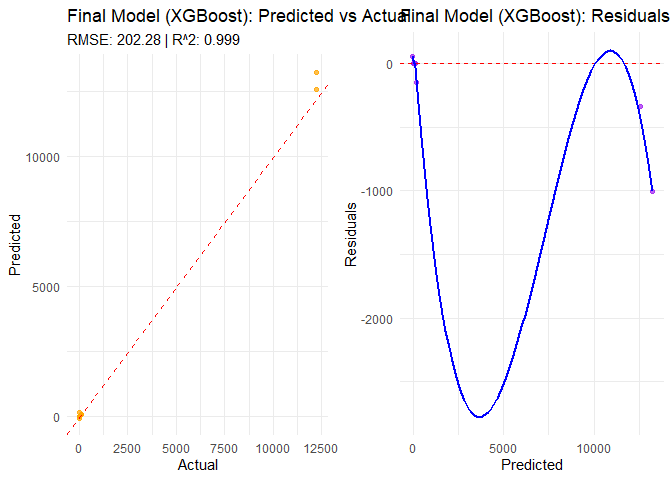 Final Model (XGBoost): Predicted vs Actual
RMSE: 202.28 | R^2: 0.999
10000
5000
0
Predicted
0
2500
5000
7500
10000
12500
Actual
Final Model (XGBoost): Residuals
0
-1000
-2000
Residuals
0
5000
10000
Predicted